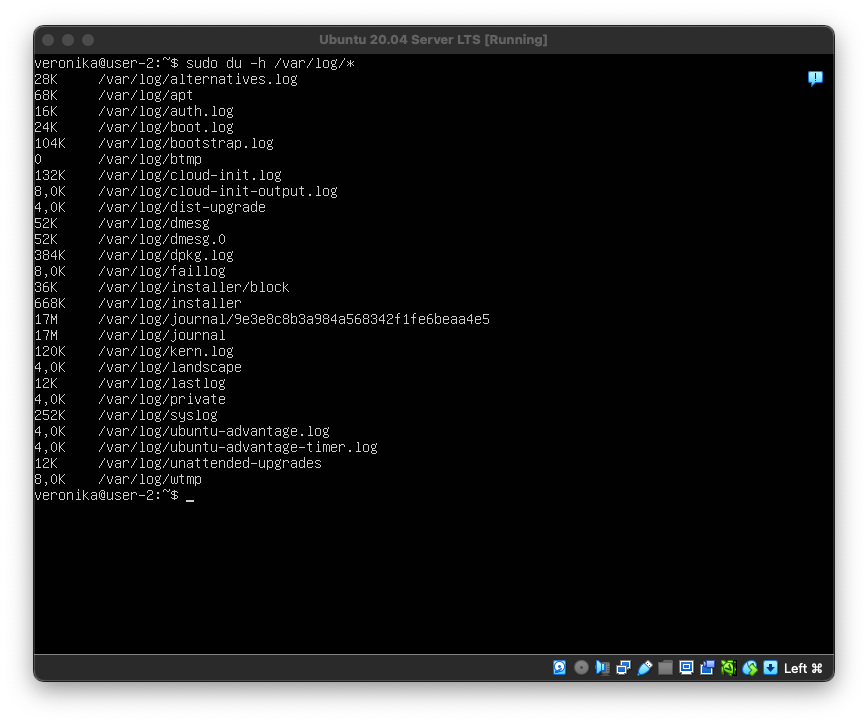 Ubuntu 20.04 Server LTS [Running]
veronika@user-2:~$ sudo du -h /var/log/*
28K /var/log/alternatives.log
68K /var/log/apt
16K /var/log/auth.log
24K /var/log/boot.log
104K /var/log/bootstrap.log
0 /var/log/btmp
132K /var/log/cloud-init.log
8,0K /var/log/cloud-init-output.log
4,0K /var/log/dist-upgrade
52K /var/log/dmesg
52K /var/log/dmesg.0
384K /var/log/dpkg.log
8,0K /var/log/faillog
36K /var/log/installer/block
668K /var/log/installer
17M /var/log/journal/9e3e8c8b3a984a568342f1fe6beaa4e5
17M /var/log/journal
120K /var/log/kern.log
4,0K /var/log/landscape
12K /var/log/lastlog
4,0K /var/log/private
252K /var/log/syslog
4,0K /var/log/ubuntu-advantage.log
4,0K /var/log/ubuntu-advantage-timer.log
12K /var/log/unattended-upgrades
8,0K /var/log/wtmp
veronika@user-2:~$ _
Left ⌘